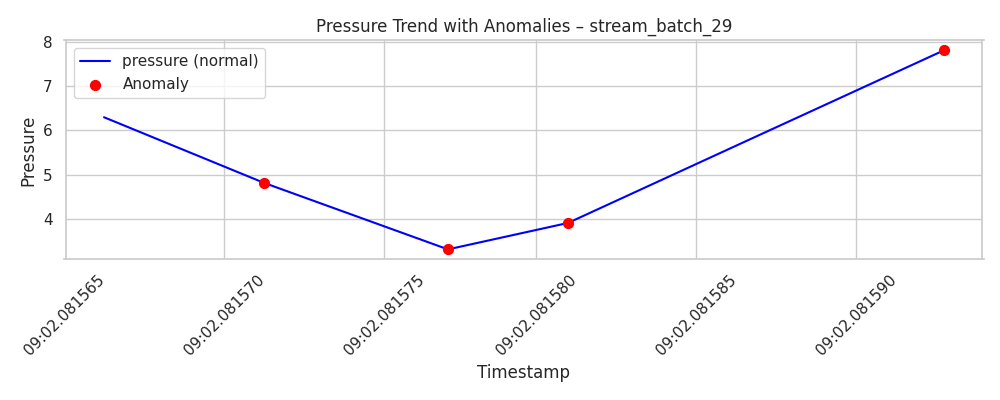 Pressure Trend with Anomalies – stream_batch_29
pressure (normal)
Anomaly
Pressure
8
7
6
5
4
09:02.081565
09:02.081570
09:02.081575
09:02.081580
09:02.081585
09:02.081590
Timestamp